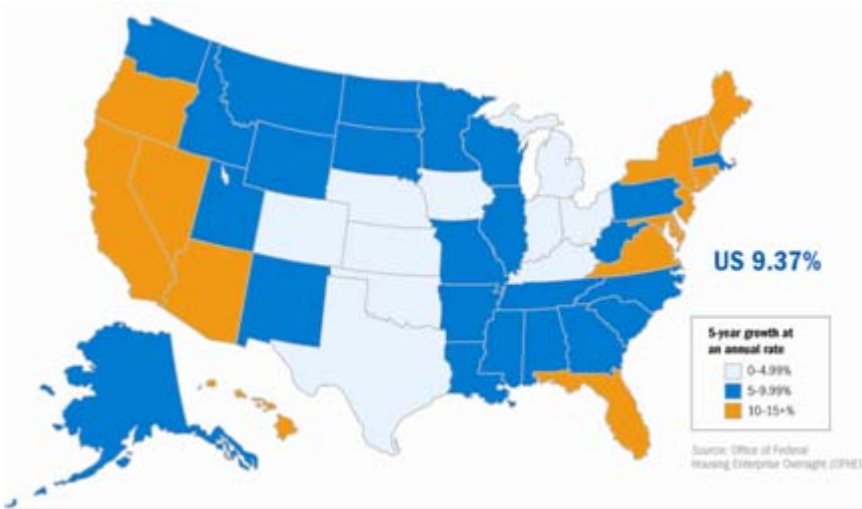 US 9.37%
5-year growth at
an annual rate
0-4.99%
5-9.99%
10-15+%
Source: Office of Federal
Housing Enterprise Oversight (OFHEO